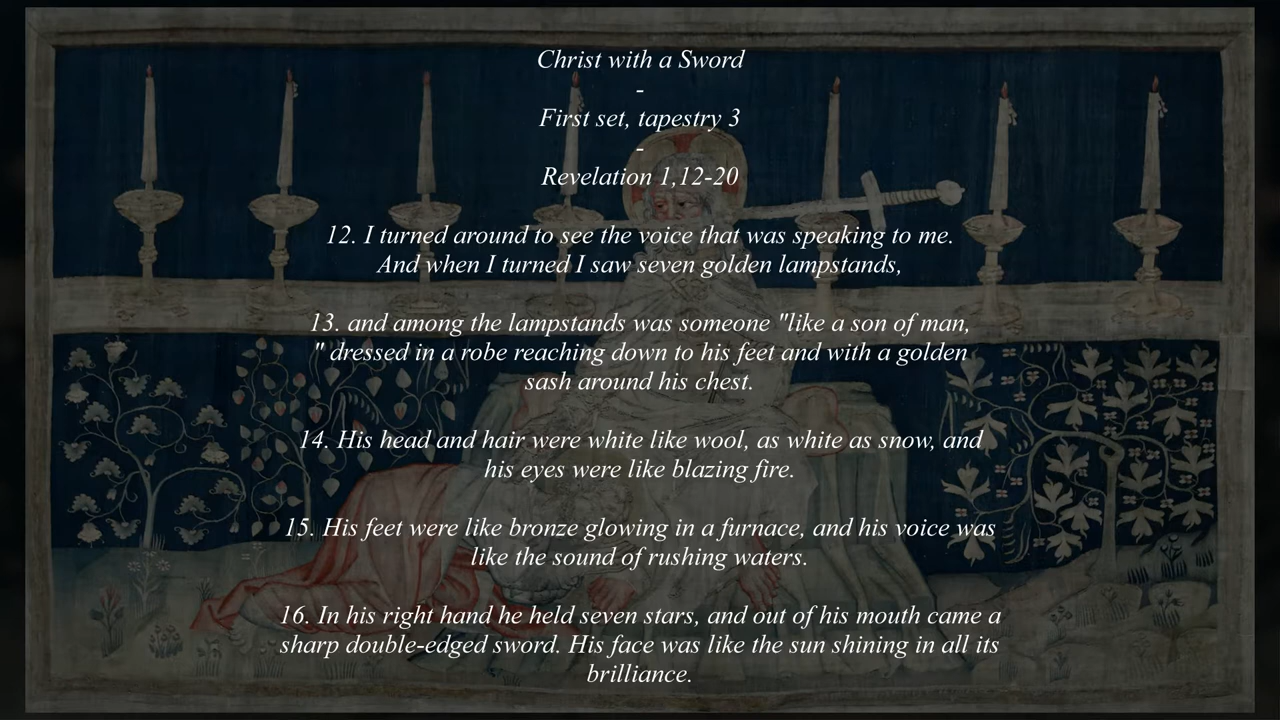 Christ with a Sword
-
First set, tapestry 3
-
Revelation 1,12-20
12. I turned around to see the voice that was speaking to me.
And when I turned I saw seven golden lampstands,
13. and among the lampstands was someone "like a son of man,
" dressed in a robe reaching down to his feet and with a golden
sash around his chest.
14. His head and hair were white like wool, as white as snow, and
his eyes were like blazing fire.
15. His feet were like bronze glowing in a furnace, and his voice was
like the sound of rushing waters.
16. In his right hand he held seven stars, and out of his mouth came a
sharp double-edged sword. His face was like the sun shining in all its
brilliance.